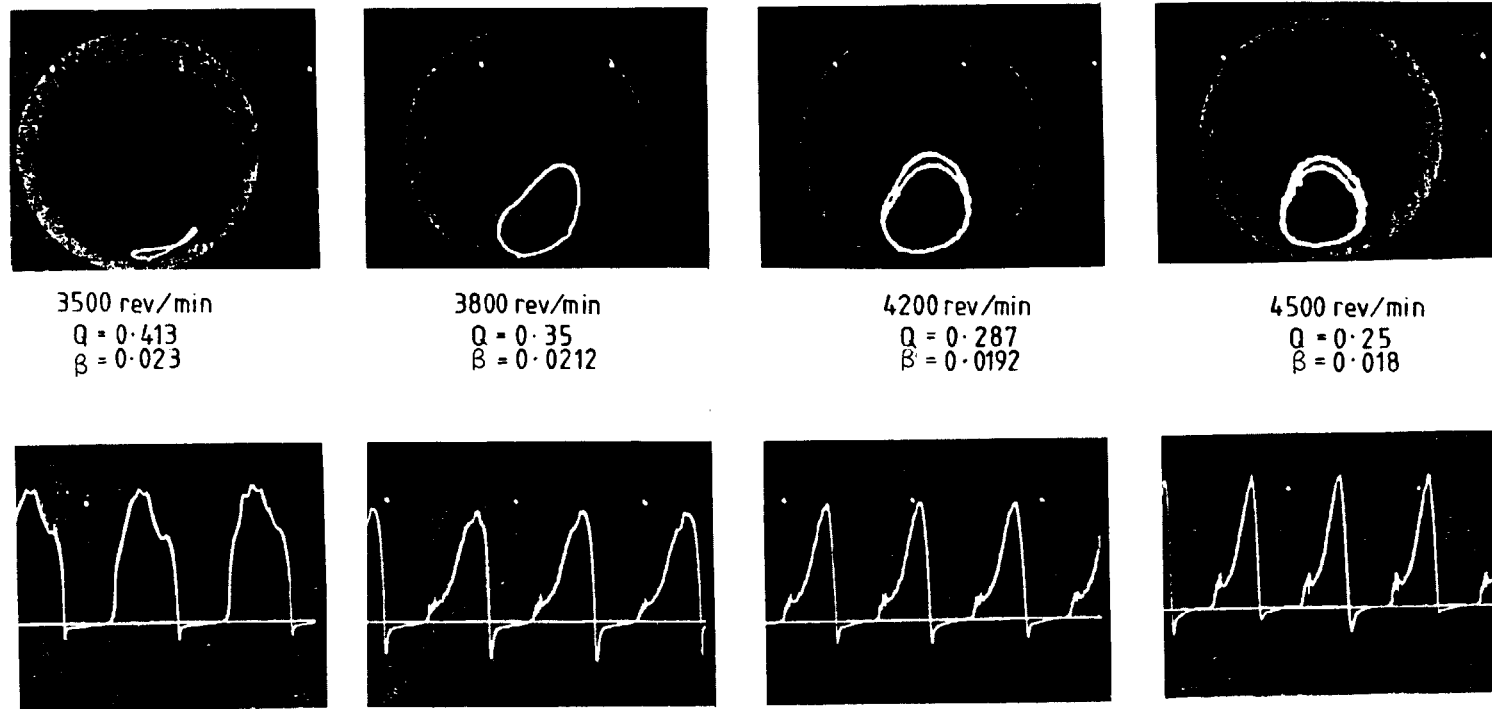 3500 rev/min
Q = 0·413
β = 0·023
3800 rev/min
Q = 0·35
β = 0·0212
4200 rev/min
Q = 0·287
β = 0·0192
4500 rev/min
Q = 0·25
β = 0·018